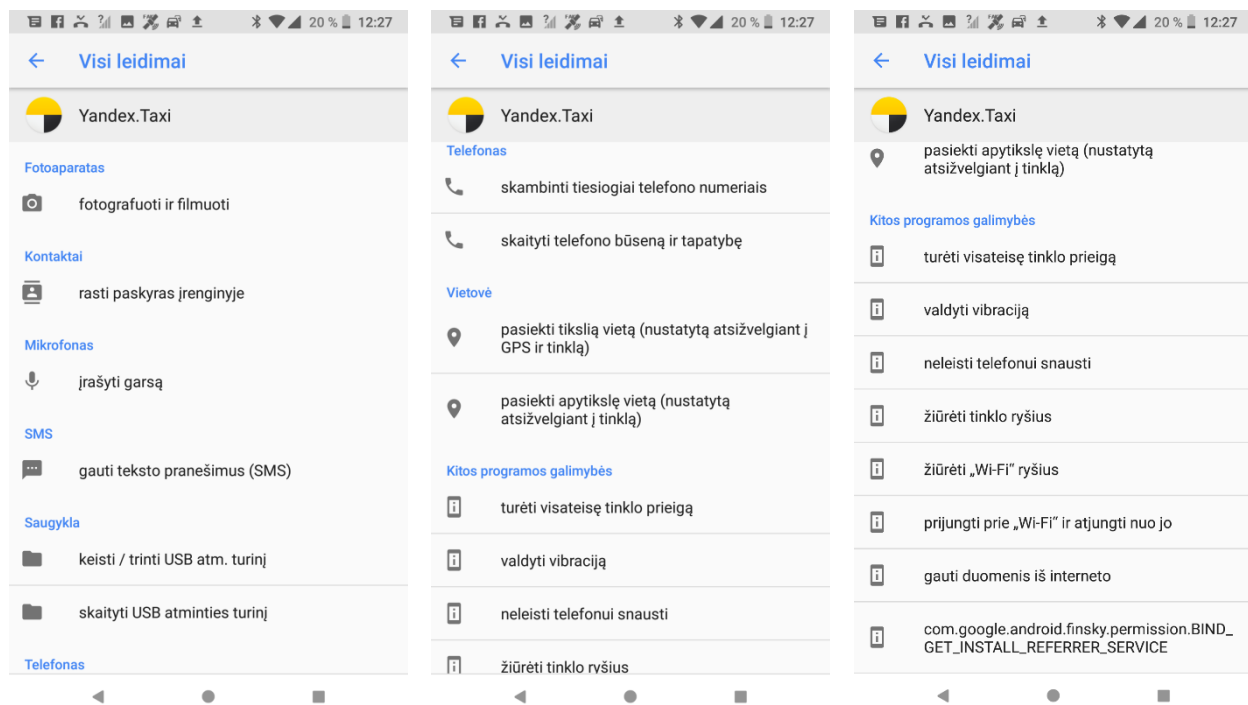 20 % 12:27
Visi leidimai
Yandex.Taxi
Fotoaparatas
fotografuoti ir filmuoti
Kontaktai
rasti paskyras įrenginyje
Mikrofonas
įrašyti garsą
SMS
gauti teksto pranešimus (SMS)
Saugykla
keisti / trinti USB atm. turinį
skaityti USB atminties turinį
Telefonas
20 % 12:27
Visi leidimai
Yandex.Taxi
Telefonas
skambinti tiesiogiai telefono numeriais
skaityti telefono būseną ir tapatybę
Vietovė
pasiekti tikslią vietą (nustatytą atsižvelgiant į
GPS ir tinklą)
pasiekti apytikslę vietą (nustatytą
atsižvelgiant į tinklą)
Kitos programos galimybės
turėti visateisę tinklo prieigą
valdyti vibraciją
neleisti telefonui snausti
žiūrėti tinklo ryšius
20 % 12:27
Visi leidimai
Yandex.Taxi
pasiekti apytikslę vietą (nustatytą
atsižvelgiant į tinklą)
Kitos programos galimybės
turėti visateisę tinklo prieigą
valdyti vibraciją
neleisti telefonui snausti
žiūrėti tinklo ryšius
žiūrėti „Wi-Fi“ ryšius
prijungti prie „Wi-Fi“ ir atjungti nuo jo
gauti duomenis iš interneto
com.google.android.finsky.permission.BIND_
GET_INSTALL_REFERRER_SERVICE